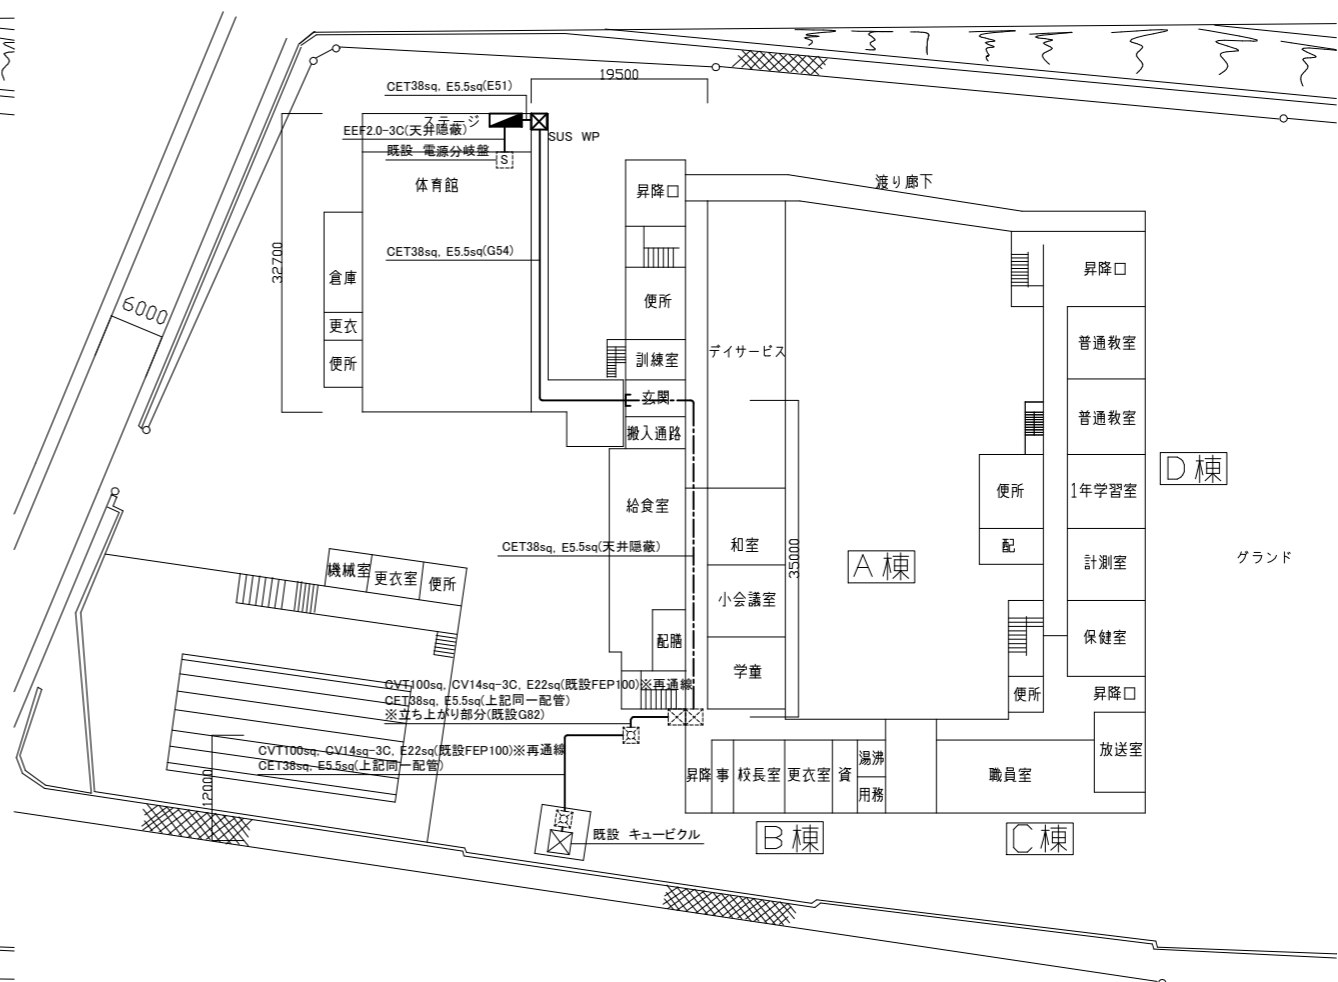 19500
CET38sq, E5.5sq(E51)
ステージ
EEF2.0-3C(天井隠蔽)
SUS WP
既設 電源分岐盤
S
体育館
昇降口
渡り廊下
32700
CET38sq, E5.5sq(G54)
倉庫
昇降口
6000
便所
更衣
普通教室
訓練室
デイサービス
便所
玄関
普通教室
搬入通路
D棟
便所
1年学習室
給食室
CET38sq, E5.5sq(天井隠蔽)
和室
35000
A棟
配
計測室
グランド
機械室
更衣室
便所
小会議室
配膳
保健室
学童
CVT100sq, CV14sq-3C, E22sq(既設FEP100)※再通線
CET38sq, E5.5sq(上記同一配管)
※立ち上がり部分(既設G82)
便所
昇降口
CVT100sq, CV14sq-3C, E22sq(既設FEP100)※再通線
CET38sq, E5.5sq(上記同一配管)
12000
昇降
事
校長室
更衣室
資
湯沸
用務
職員室
放送室
既設 キュービクル
B棟
C棟